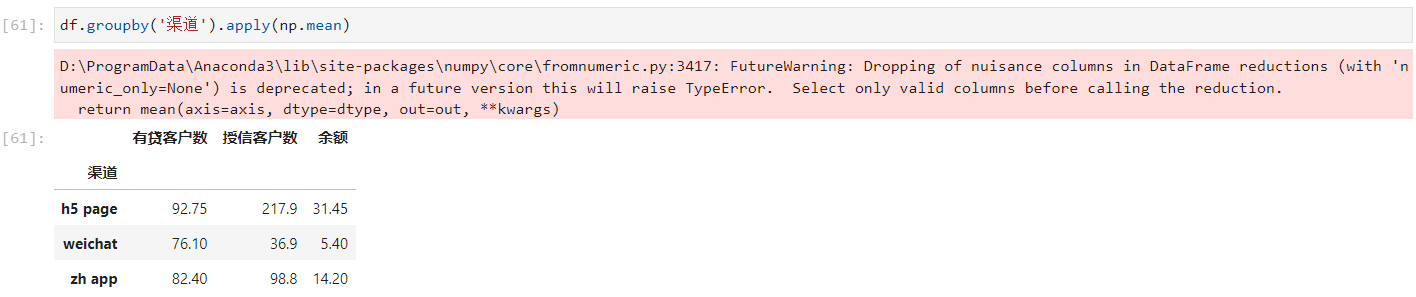 [61]: df.groupby('渠道').apply(np.mean)
D:\ProgramData\Anaconda3\lib\site-packages\numpy\core\fromnumeric.py:3417: FutureWarning: Dropping of nuisance columns in DataFrame reductions (with 'n
umeric_only=None') is deprecated; in a future version this will raise TypeError.  Select only valid columns before calling the reduction.
  return mean(axis=axis, dtype=dtype, out=out, **kwargs)
[61]: 有贷客户数 授信客户数 余额
渠道
h5 page 92.75 217.9 31.45
weichat 76.10 36.9 5.40
zh app 82.40 98.8 14.20